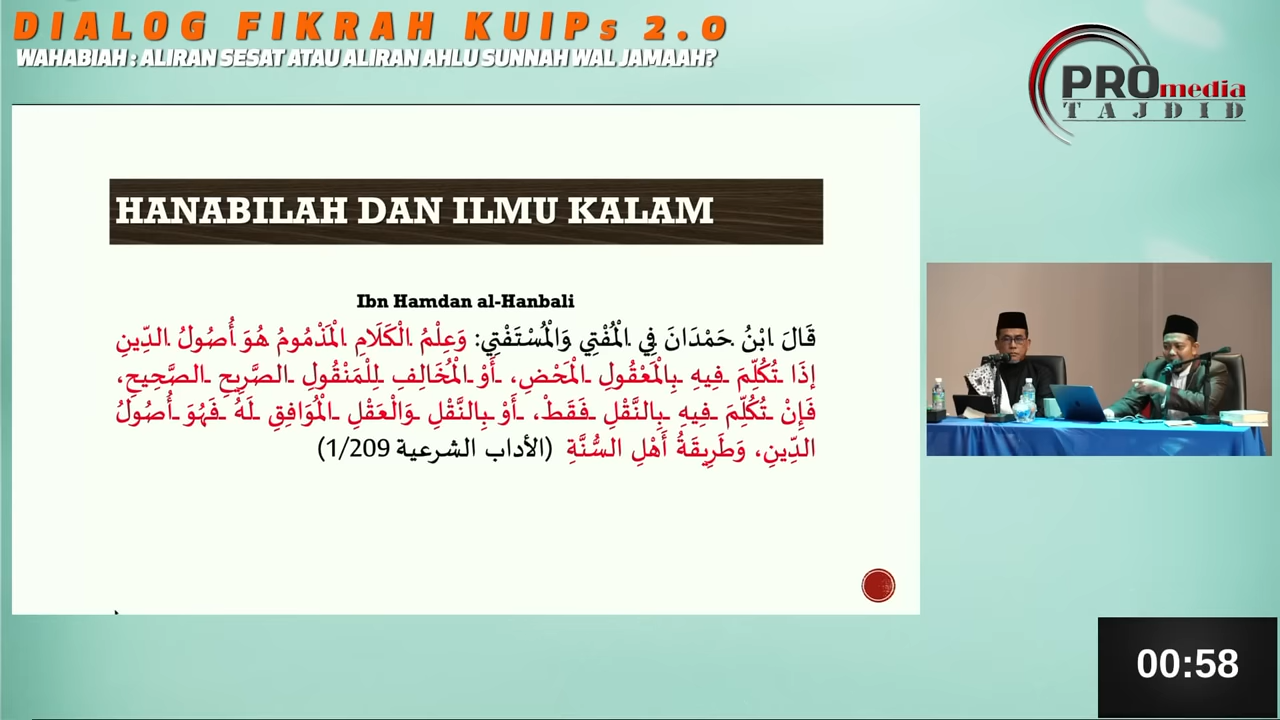 DIALOG FIKRAH KUIPs 2.0
WAHABIAH : ALIRAN SESAT ATAU ALIRAN AHLU SUNNAH WAL JAMAAH?
PROmedia
TAJDID
HANABILAH DAN ILMU KALAM
Ibn Hamdan al-Hanbali
قَالَ ابْنُ حَمْدَانَ فِي الْمُفْتِي وَالْمُسْتَفْتِي: وَعِلْمُ الْكَلَامِ الْمَذْمُومُ هُوَ أُصُولُ الدِّينِ
إذَا تُكُلِّمَ فِيهِ بِالْمَعْقُولِ الْمَحْضِ، أَوْ الْمُخَالِفِ لِلْمَنْقُولِ الصَّرِيحِ الصَّحِيحِ،
فَإِنْ تُكُلِّمَ فِيهِ بِالنَّقْلِ فَقَطْ، أَوْ بِالنَّقْلِ وَالْعَقْلِ الْمُوَافِقِ لَهُ فَهُوَ أُصُولُ
الدِّينِ، وَطَرِيقَةُ أَهْلِ السُّنَّةِ (الأداب الشرعية 1/209)
00:58